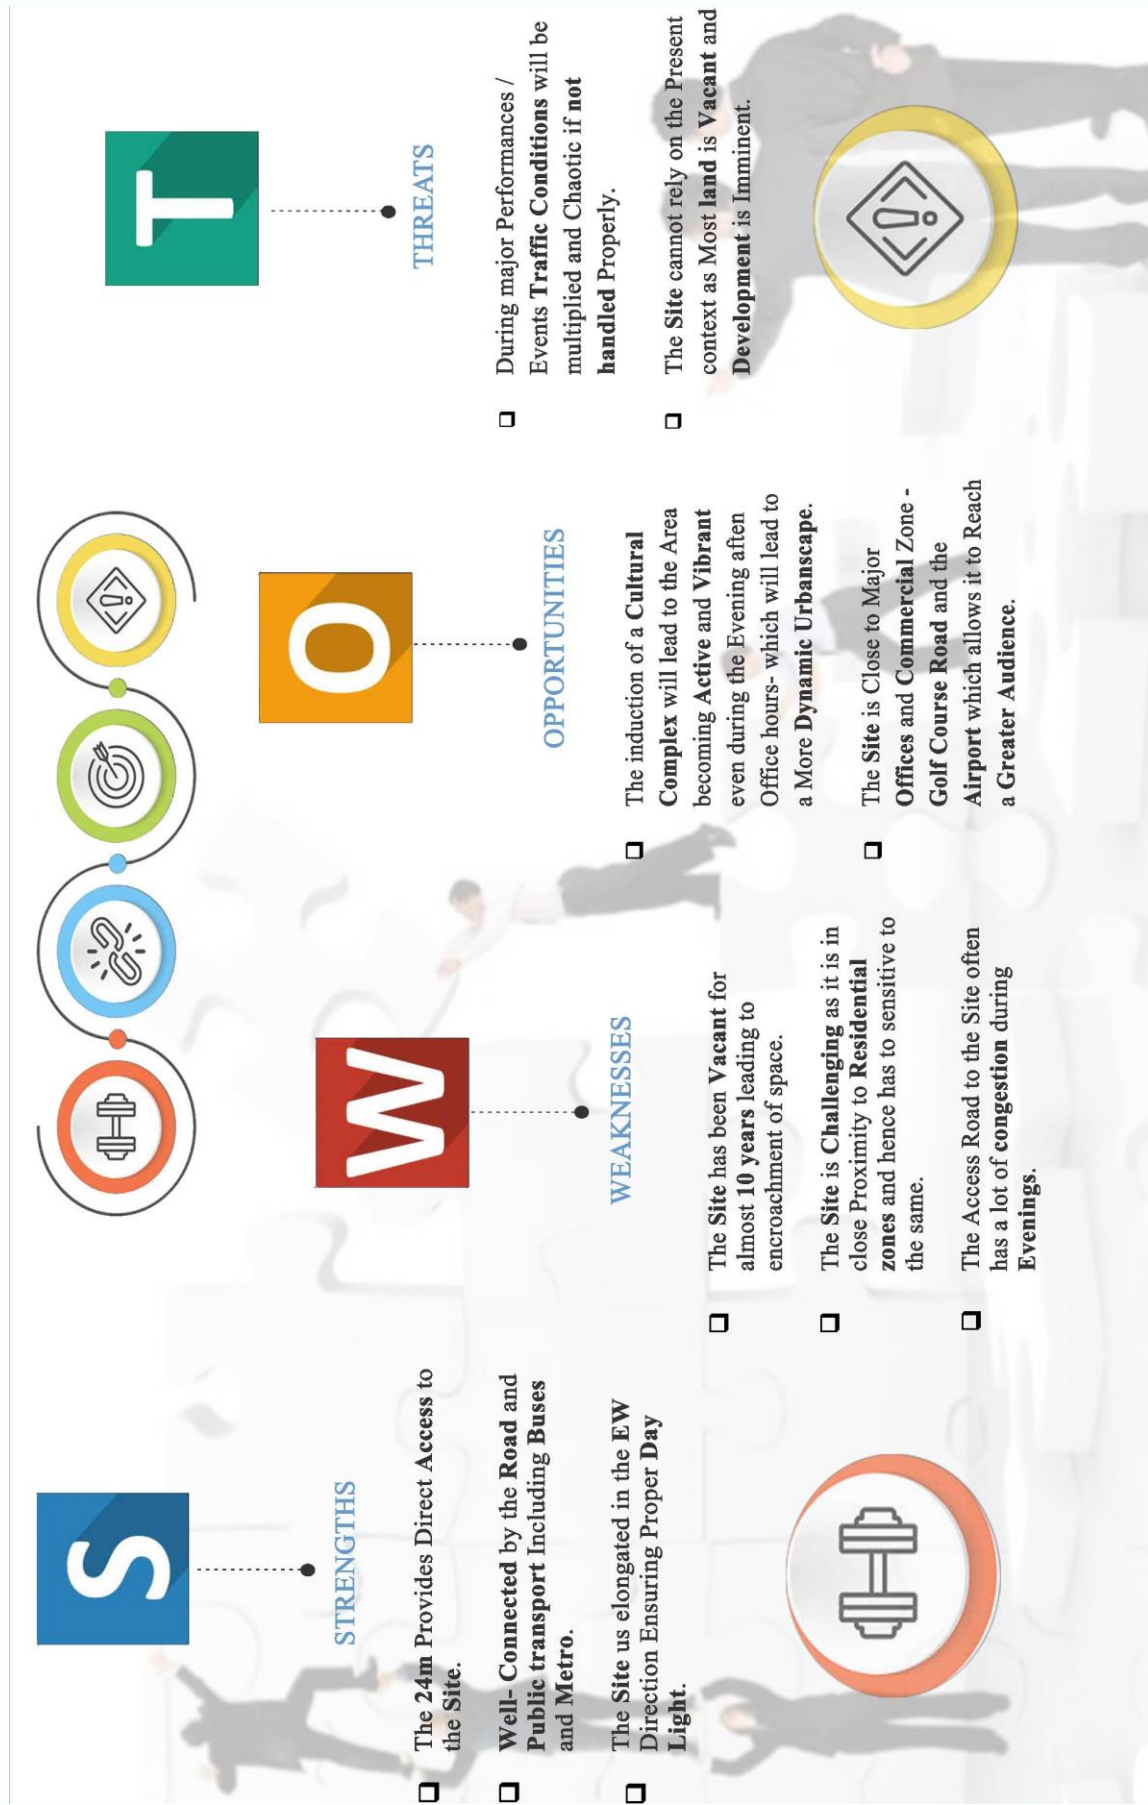 S
STRENGTHS
❑ The 24m Provides Direct Access to
the Site.
❑ Well- Connected by the Road and
Public transport Including Buses
and Metro.
❑ The Site us elongated in the EW
Direction Ensuring Proper Day
Light.
W
WEAKNESSES
❑ The Site has been Vacant for
almost 10 years leading to
encroachment of space.
❑ The Site is Challenging as it is in
close Proximity to Residential
zones and hence has to sensitive to
the same.
❑ The Access Road to the Site often
has a lot of congestion during
Evenings.
O
OPPORTUNITIES
❑ The induction of a Cultural
Complex will lead to the Area
becoming Active and Vibrant
even during the Evening aften
Office hours- which will lead to
a More Dynamic Urbanscape.
❑ The Site is Close to Major
Offices and Commercial Zone -
Golf Course Road and the
Airport which allows it to Reach
a Greater Audience.
T
THREATS
❑ During major Performances /
Events Traffic Conditions will be
multiplied and Chaotic if not
handled Properly.
❑ The Site cannot rely on the Present
context as Most land is Vacant and
Development is Imminent.